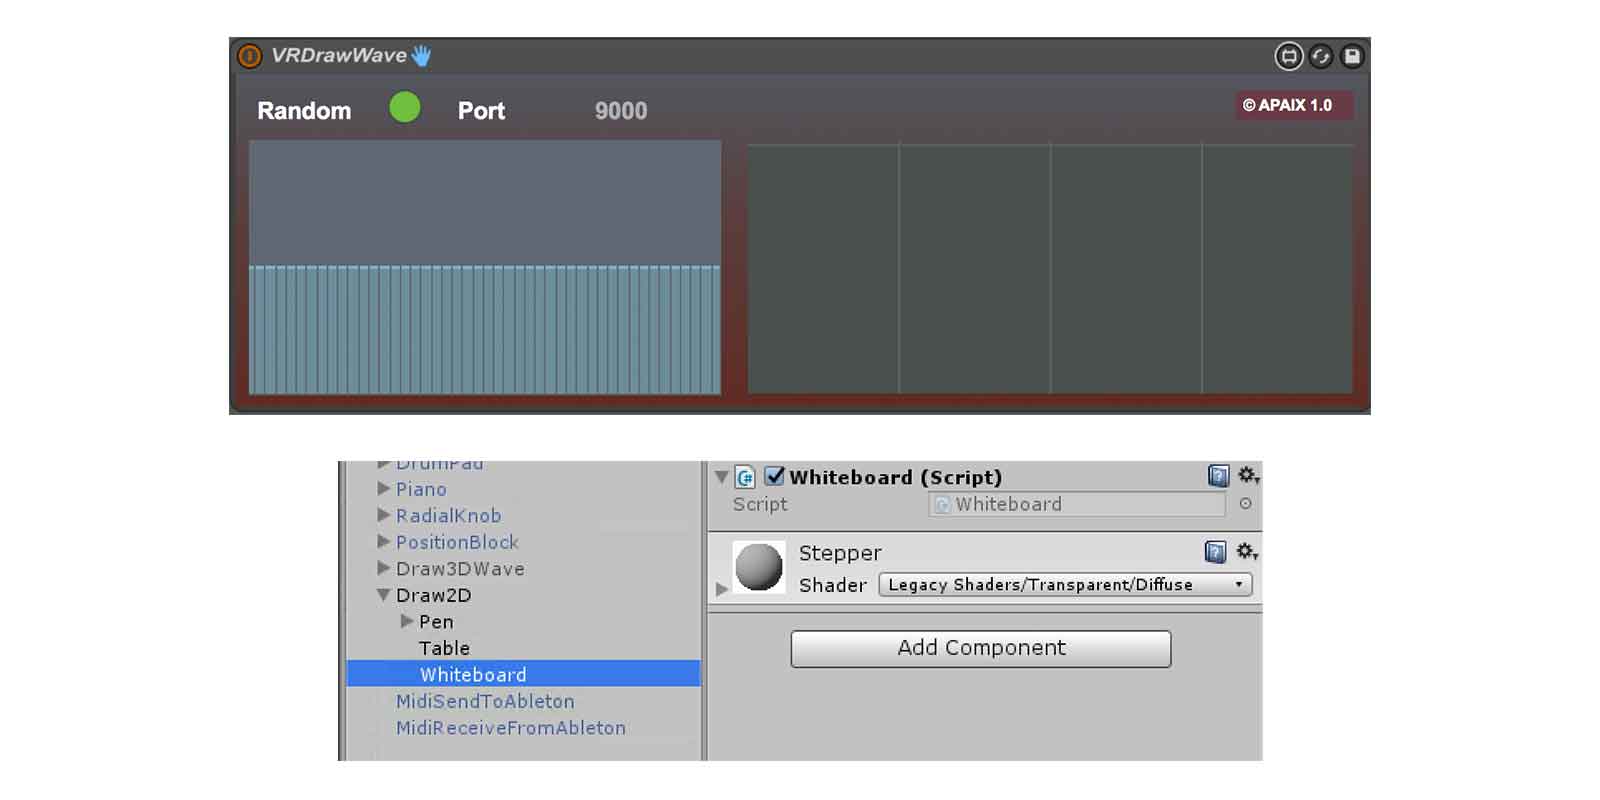 VRDrawWave
Random Port 9000
© APAIX 1.0
DrumPad
Piano
RadialKnob
PositionBlock
Draw3DWave
Draw2D
Pen
Table
Whiteboard
MidiSendToAbleton
MidiReceiveFromAbleton
Whiteboard (Script)
Script Whiteboard
Stepper
Shader Legacy Shaders/Transparent/Diffuse
Add Component